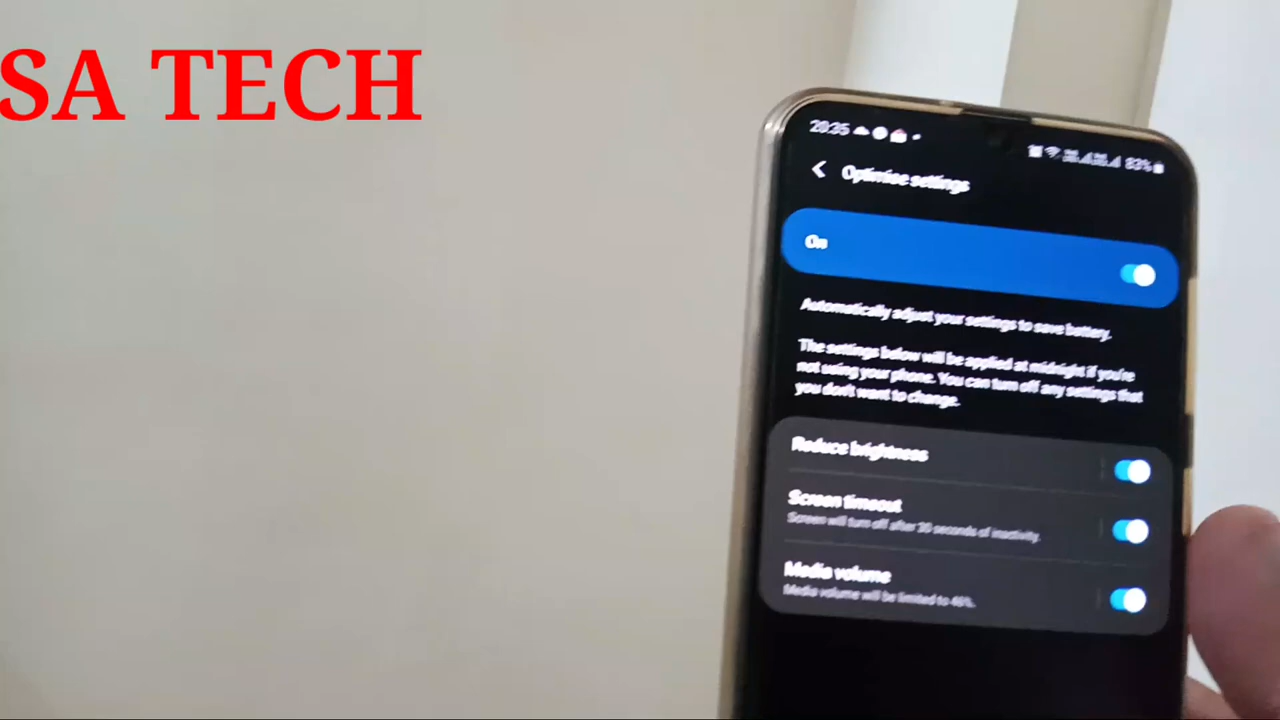 SA TECH
20:35
83%
Optimise settings
On
Automatically adjust your settings to save battery.
The settings below will be applied at midnight if you're
not using your phone. You can turn off any settings that
you don't want to change.
Reduce brightness
Screen timeout
Screen will turn off after 30 seconds of inactivity.
Media volume
Media volume will be limited to 46%.